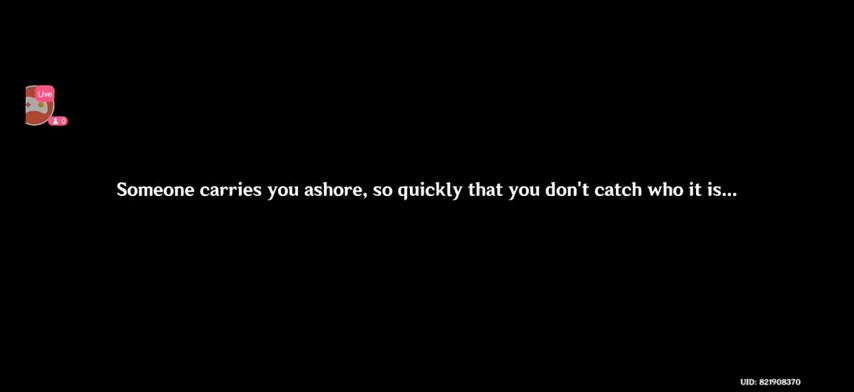 Live
0
Someone carries you ashore, so quickly that you don't catch who it is...
UID: 821908370